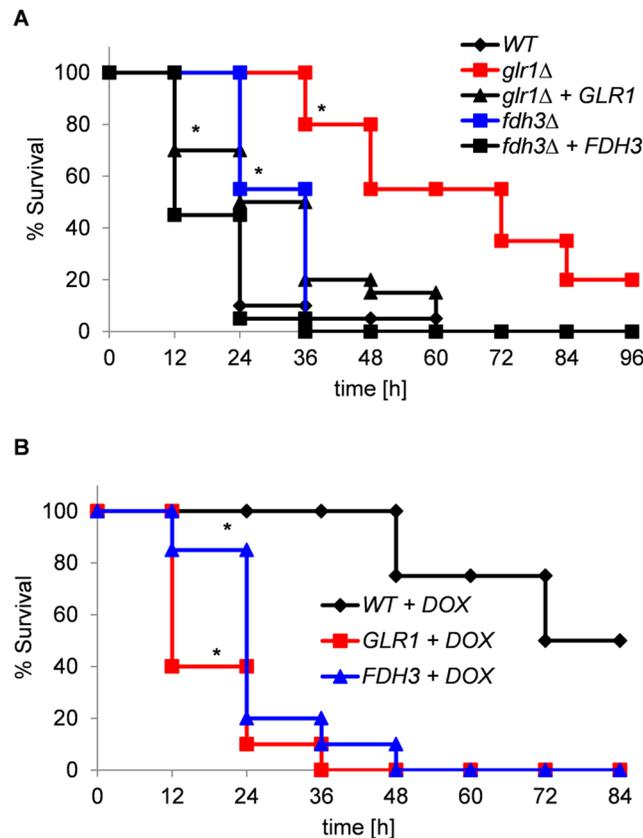 A
WT
glr1Δ
glr1Δ + GLR1
fdh3Δ
fdh3Δ + FDH3
100
80
60
40
20
0
% Survival
*
*
*
0 12 24 36 48 60 72 84 96
time [h]
B
100
80
60
40
20
0
% Survival
*
*
WT + DOX
GLR1 + DOX
FDH3 + DOX
0 12 24 36 48 60 72 84
time [h]